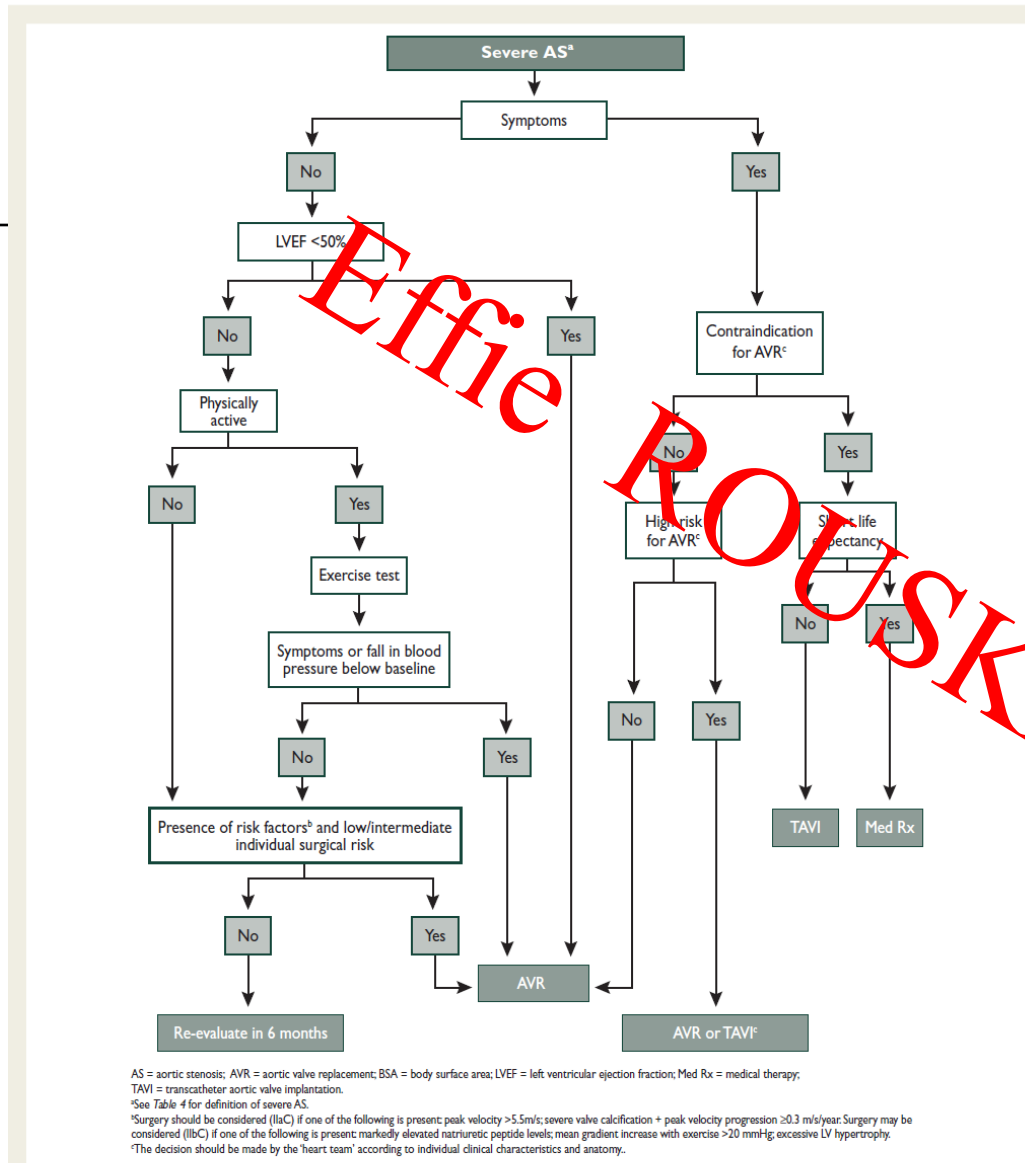 Severe ASᵃ
Symptoms
No
Yes
LVEF <50%
No
Yes
Contraindication
for AVRᶜ
Physically
active
No
Yes
No
Yes
High risk
for AVRᶜ
Short life
expectancy
Exercise test
No
Yes
Symptoms or fall in blood
pressure below baseline
No
Yes
No
Yes
Presence of risk factorsᵇ and low/intermediate
individual surgical risk
TAVI
Med Rx
No
Yes
AVR
Re-evaluate in 6 months
AVR or TAVIᶜ
Effie ROUSK
AS = aortic stenosis; AVR = aortic valve replacement; BSA = body surface area; LVEF = left ventricular ejection fraction; Med Rx = medical therapy;
TAVI = transcatheter aortic valve implantation.
ᵃSee Table 4 for definition of severe AS.
ᵇSurgery should be considered (IIaC) if one of the following is present: peak velocity >5.5m/s; severe valve calcification + peak velocity progression ≥0.3 m/s/year. Surgery may be
considered (IIbC) if one of the following is present: markedly elevated natriuretic peptide levels; mean gradient increase with exercise >20 mmHg; excessive LV hypertrophy.
ᶜThe decision should be made by the 'heart team' according to individual clinical characteristics and anatomy..